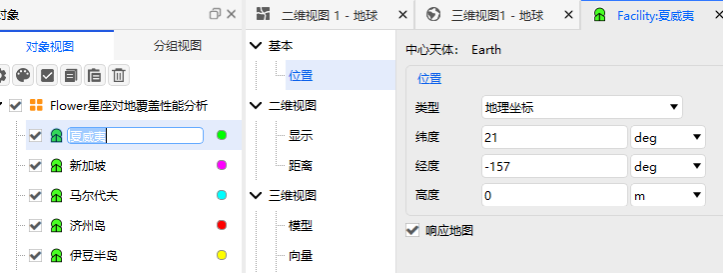 对象
二维视图 1 - 地球
三维视图1 - 地球
Facility:夏威夷
对象视图
分组视图
Flower星座对地覆盖性能分析
夏威夷
新加坡
马尔代夫
济州岛
伊豆半岛
基本
位置
二维视图
显示
距离
三维视图
模型
向量
中心天体: Earth
位置
类型 地理坐标
纬度 21 deg
经度 -157 deg
高度 0 m
响应地图